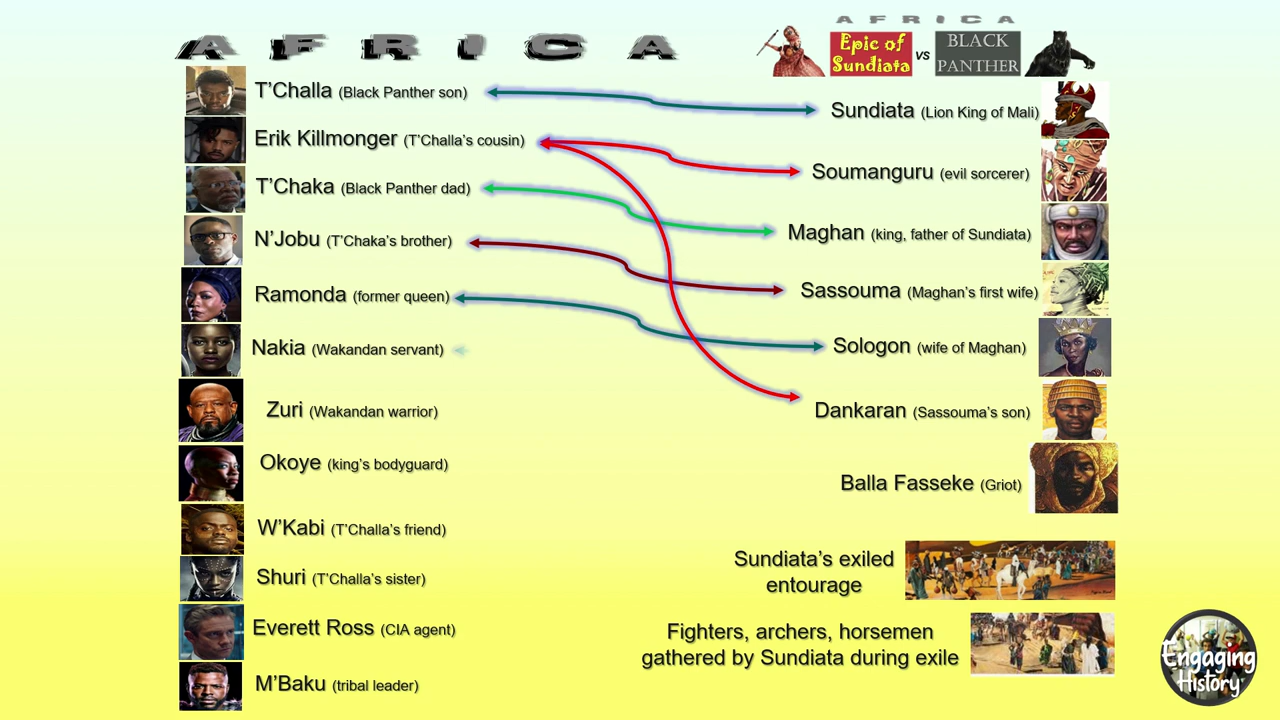 AFRICA
AFRICA
Epic of
Sundiata
vs
BLACK
PANTHER
T’Challa (Black Panther son)
Sundiata (Lion King of Mali)
Erik Killmonger (T’Challa’s cousin)
Soumanguru (evil sorcerer)
T’Chaka (Black Panther dad)
Maghan (king, father of Sundiata)
N’Jobu (T’Chaka’s brother)
Sassouma (Maghan’s first wife)
Ramonda (former queen)
Sologon (wife of Maghan)
Nakia (Wakandan servant)
Zuri (Wakandan warrior)
Dankaran (Sassouma’s son)
Okoye (king’s bodyguard)
Balla Fasseke (Griot)
W’Kabi (T’Challa’s friend)
Sundiata’s exiled
entourage
Shuri (T’Challa’s sister)
Everett Ross (CIA agent)
Fighters, archers, horsemen
gathered by Sundiata during exile
M’Baku (tribal leader)
Engaging
History